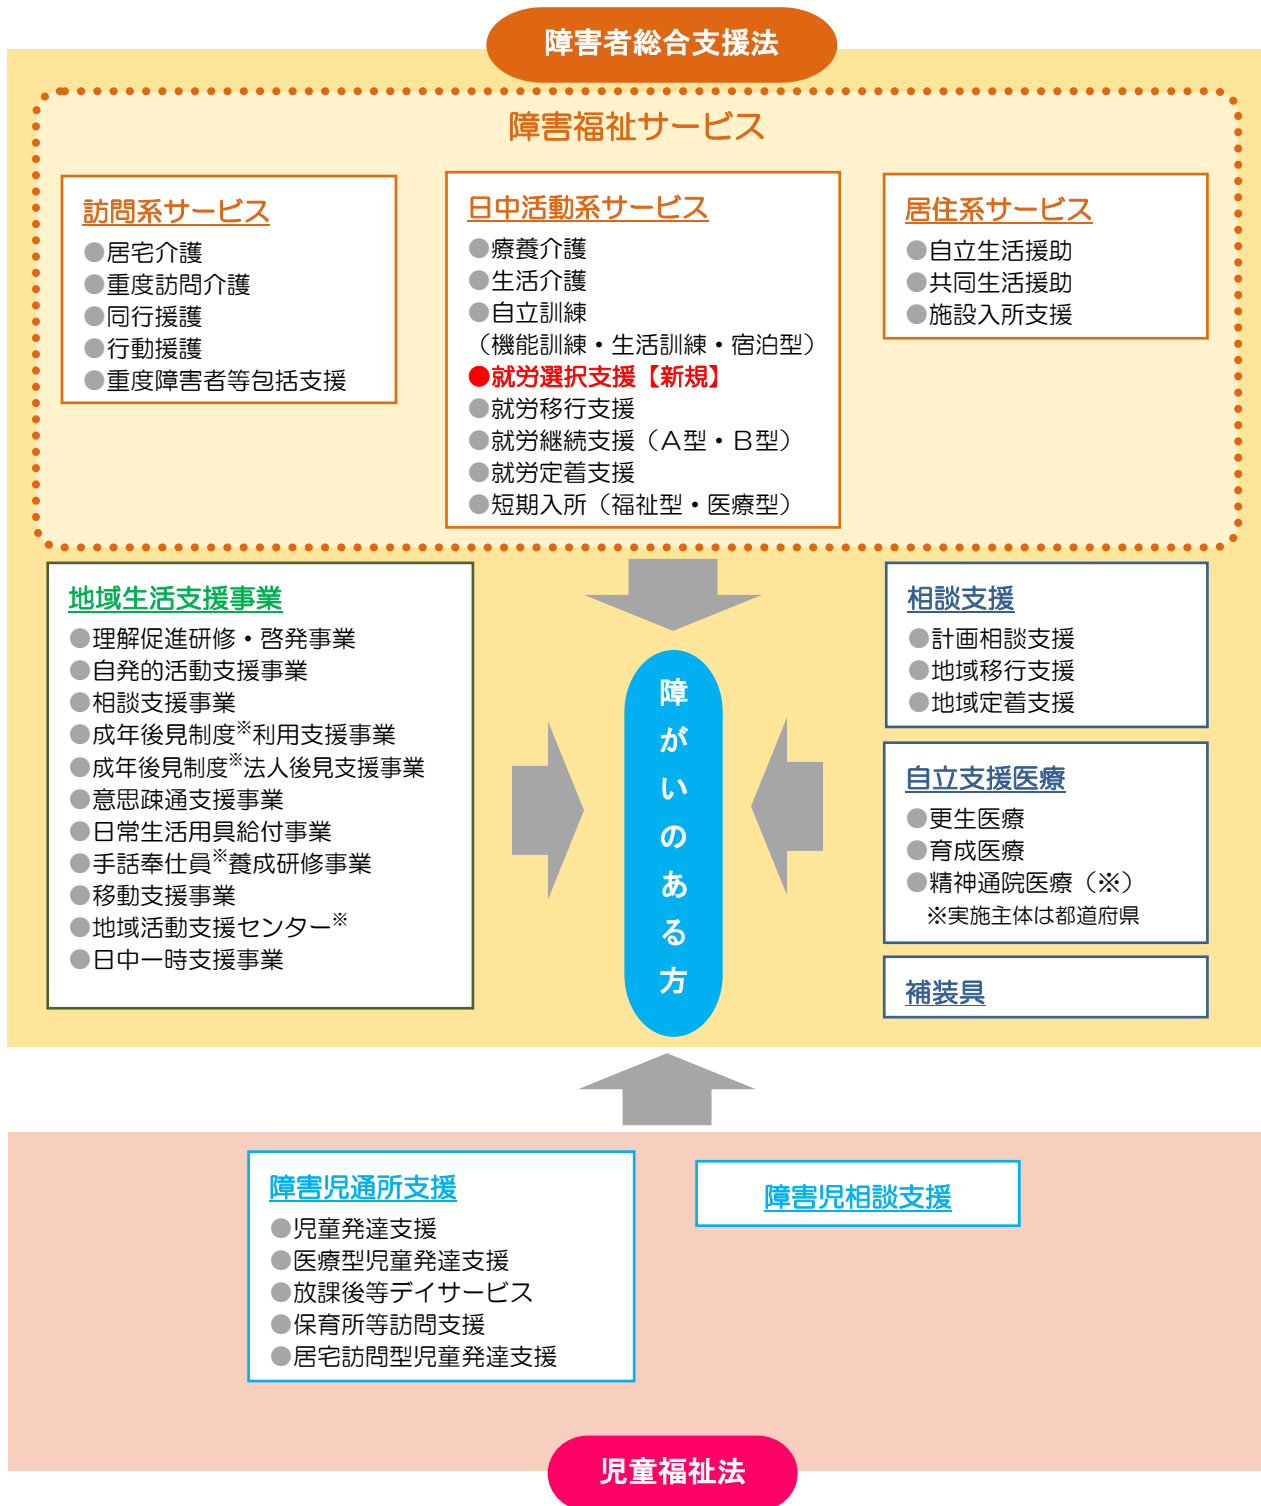 障害者総合支援法
障害福祉サービス
訪問系サービス
●居宅介護
●重度訪問介護
●同行援護
●行動援護
●重度障害者等包括支援
日中活動系サービス
●療養介護
●生活介護
●自立訓練
（機能訓練・生活訓練・宿泊型）
●就労選択支援【新規】
●就労移行支援
●就労継続支援（Ａ型・Ｂ型）
●就労定着支援
●短期入所（福祉型・医療型）
居住系サービス
●自立生活援助
●共同生活援助
●施設入所支援
地域生活支援事業
●理解促進研修・啓発事業
●自発的活動支援事業
●相談支援事業
●成年後見制度※利用支援事業
●成年後見制度※法人後見支援事業
●意思疎通支援事業
●日常生活用具給付事業
●手話奉仕員※養成研修事業
●移動支援事業
●地域活動支援センター※
●日中一時支援事業
障がいのある方
相談支援
●計画相談支援
●地域移行支援
●地域定着支援
自立支援医療
●更生医療
●育成医療
●精神通院医療（※）
※実施主体は都道府県
補装具
障害児通所支援
●児童発達支援
●医療型児童発達支援
●放課後等デイサービス
●保育所等訪問支援
●居宅訪問型児童発達支援
障害児相談支援
児童福祉法